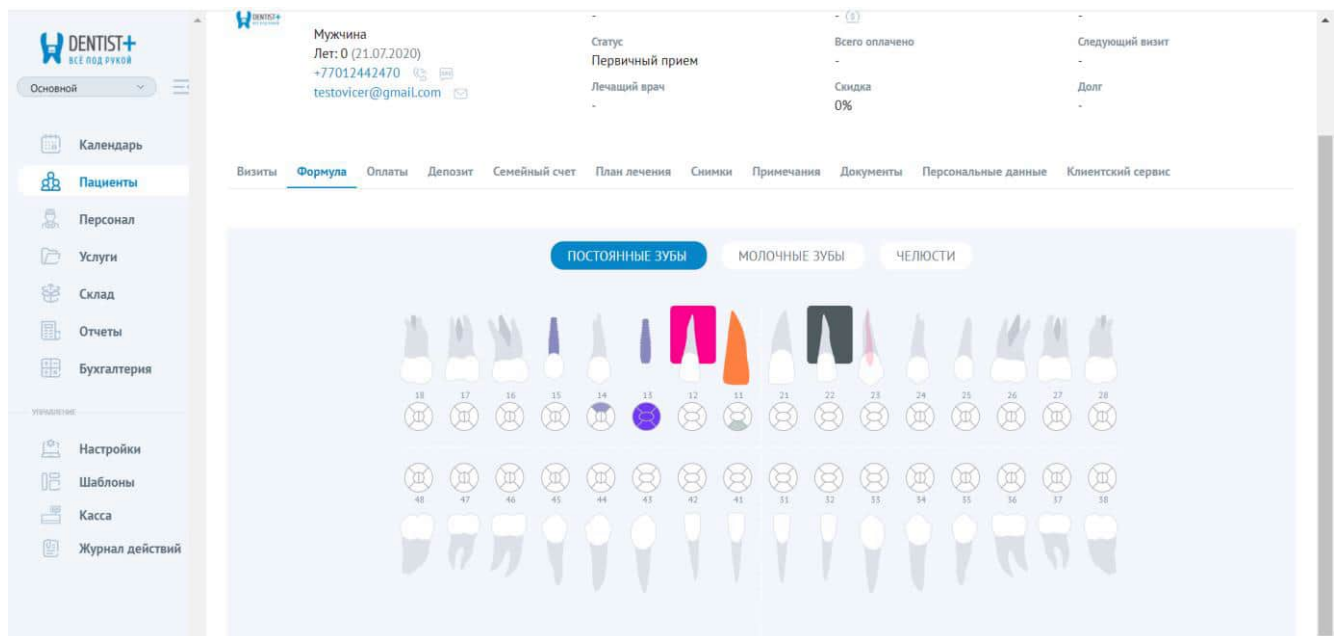 DENTIST+
ВСЕ ПОД РУКОЙ
Основной
Календарь
Пациенты
Персонал
Услуги
Склад
Отчеты
Бухгалтерия
УПРАВЛЕНИЕ
Настройки
Шаблоны
Касса
Журнал действий
DENTIST+
Мужчина
Лет: 0 (21.07.2020)
+77012442470
testovicer@gmail.com
-
Статус
Первичный прием
Лечащий врач
-
-
Всего оплачено
-
Скидка
0%
-
Следующий визит
-
Долг
-
Визиты Формула Оплаты Депозит Семейный счет План лечения Снимки Примечания Документы Персональные данные Клиентский сервис
ПОСТОЯННЫЕ ЗУБЫ МОЛОЧНЫЕ ЗУБЫ ЧЕЛЮСТИ
18 17 16 15 14 13 12 11 21 22 23 24 25 26 27 28
48 47 46 45 44 43 42 41 31 32 33 34 35 36 37 38